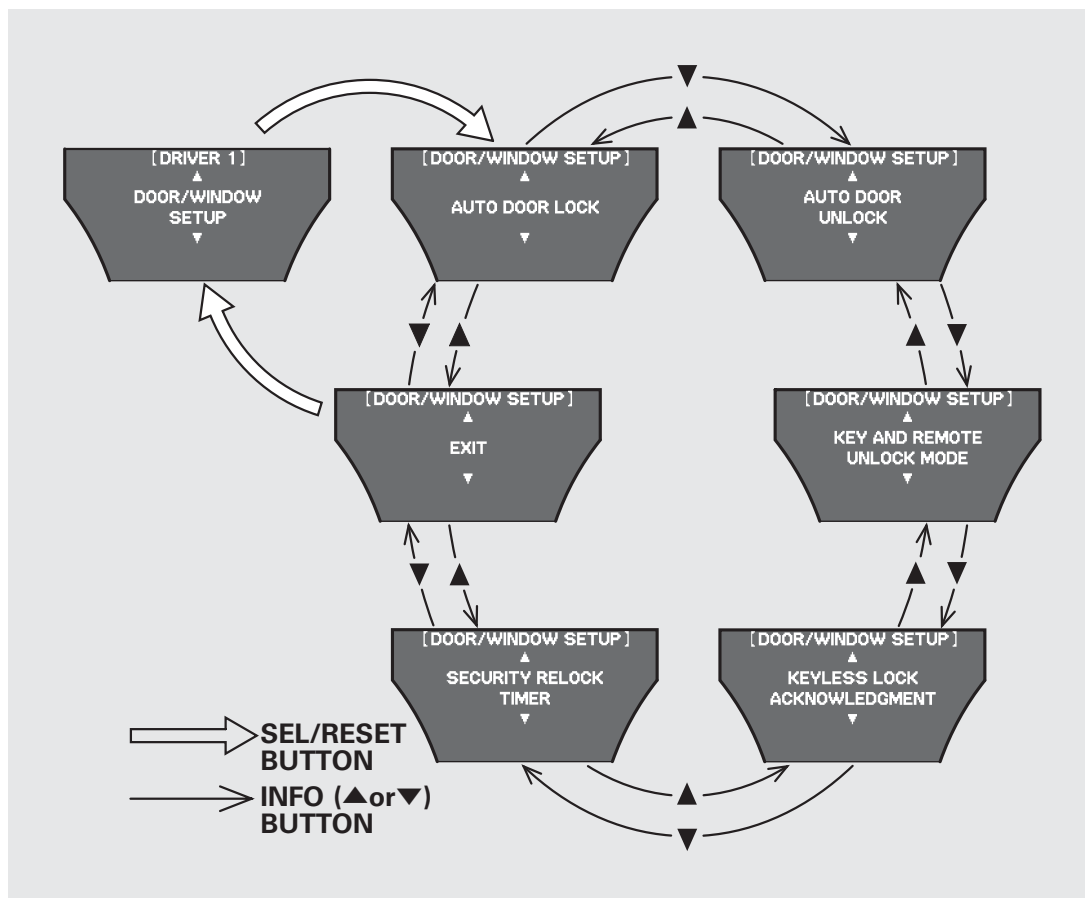 [DRIVER 1]
▲
DOOR/WINDOW
SETUP
▼
[DOOR/WINDOW SETUP]
▲
AUTO DOOR LOCK
▼
[DOOR/WINDOW SETUP]
▲
AUTO DOOR
UNLOCK
▼
▼
▲
▼
▲
▲
▼
[DOOR/WINDOW SETUP]
▲
EXIT
▼
[DOOR/WINDOW SETUP]
▲
KEY AND REMOTE
UNLOCK MODE
▼
▼
▲
▲
▼
[DOOR/WINDOW SETUP]
▲
SECURITY RELOCK
TIMER
▼
[DOOR/WINDOW SETUP]
▲
KEYLESS LOCK
ACKNOWLEDGMENT
▼
▲
▼
SEL/RESET
BUTTON
INFO (▲or▼)
BUTTON